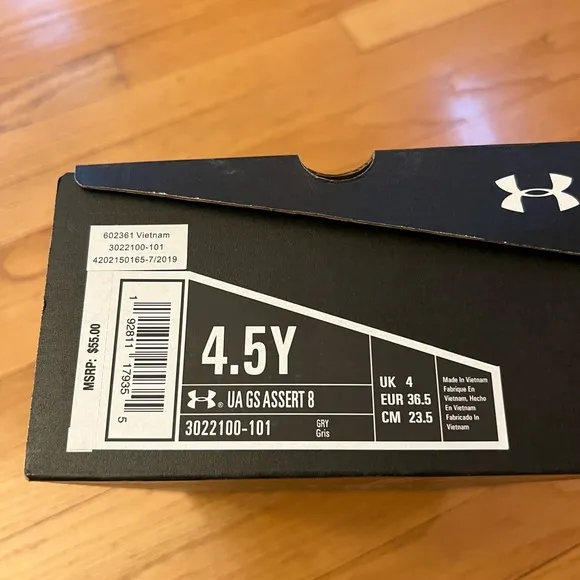 602361 Vietnam
3022100-101
4202150165-7/2019
MSRP: $55.00
1 92811 17935 5
4.5Y
UA GS ASSERT 8
3022100-101
GRY
Gris
UK 4
EUR 36.5
CM 23.5
Made In Vietnam
Fabrique En
Vietnam, Hecho
En Vietnam
Fabricado In
Vietnam